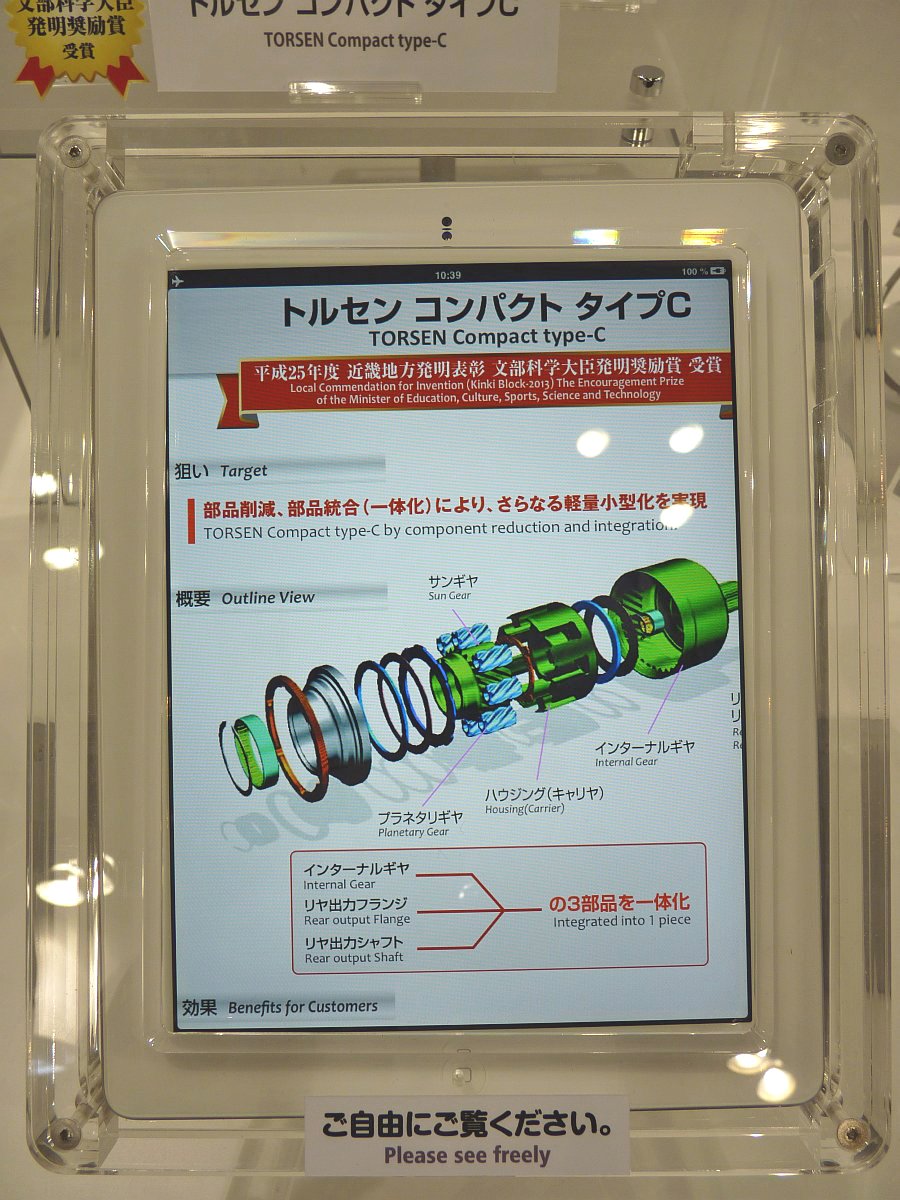 文部科学大臣
発明奨励賞
受賞
トルセン コンパクト タイプC
TORSEN Compact type-C
10:39
100 %
トルセン コンパクト タイプC
TORSEN Compact type-C
平成25年度 近畿地方発明表彰 文部科学大臣発明奨励賞 受賞
Local Commendation for Invention (Kinki Block-2013) The Encouragement Prize
of the Minister of Education, Culture, Sports, Science and Technology
狙い Target
部品削減、部品統合(一体化)により、さらなる軽量小型化を実現
TORSEN Compact type-C by component reduction and integration.
概要 Outline View
サンギヤ
Sun Gear
インターナルギヤ
Internal Gear
リ
リ
Re
Re
ハウジング(キャリヤ)
Housing(Carrier)
プラネタリギヤ
Planetary Gear
インターナルギヤ
Internal Gear
リヤ出力フランジ
Rear output Flange
リヤ出力シャフト
Rear output Shaft
の3部品を一体化
Integrated into 1 piece
効果 Benefits for Customers
ご自由にご覧ください。
Please see freely